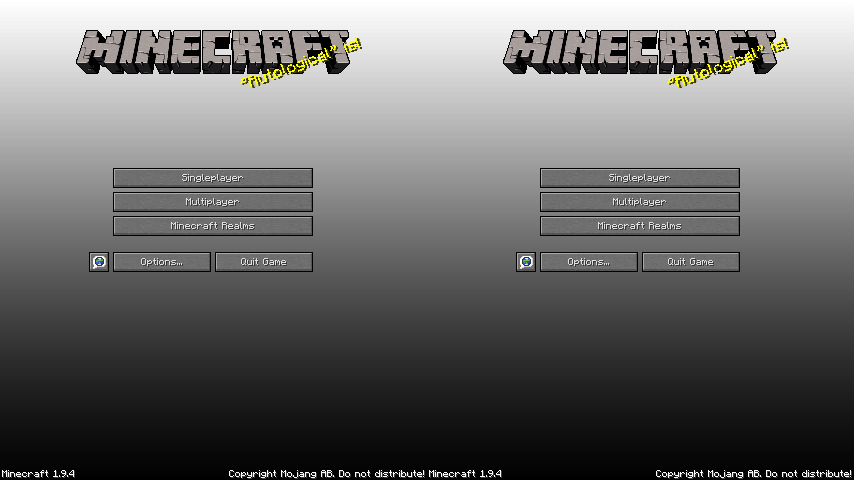 MINECRAFT MINECRAFT
"Autological" is! "Autological" is!
Singleplayer Singleplayer
Multiplayer Multiplayer
Minecraft Realms Minecraft Realms
Options... Quit Game Options... Quit Game
Minecraft 1.9.4 Copyright Mojang AB. Do not distribute! Minecraft 1.9.4 Copyright Mojang AB. Do not distribute!